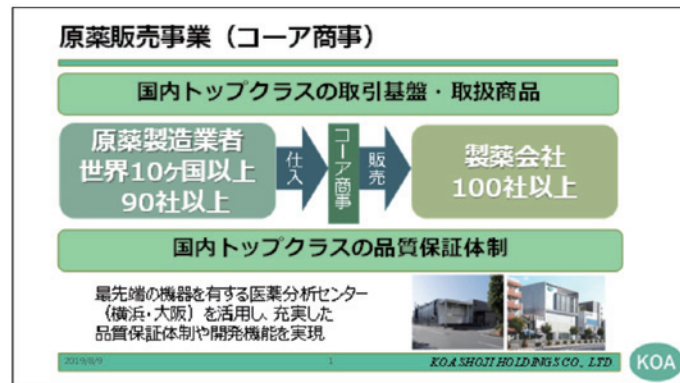 原薬販売事業（コーア商事）
国内トップクラスの取引基盤・取扱商品
原薬製造業者
世界10ヶ国以上
90社以上
仕入
コーア商事
販売
製薬会社
100社以上
国内トップクラスの品質保証体制
最先端の機器を有する医薬分析センター
（横浜・大阪）を活用し、充実した
品質保証体制や開発機能を実現
2019/8/9
1
KOA SHOJI HOLDINGS CO., LTD.
KOA